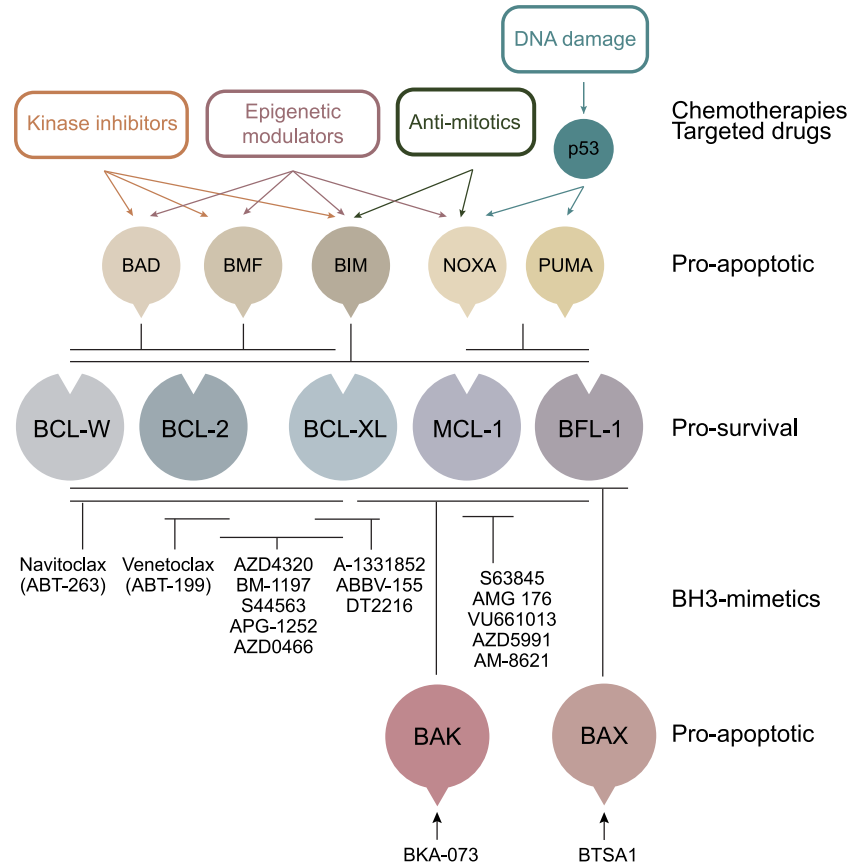 DNA damage
Kinase inhibitors
Epigenetic
modulators
Anti-mitotics
Chemotherapies
Targeted drugs
p53
BAD
BMF
BIM
NOXA
PUMA
Pro-apoptotic
BCL-W
BCL-2
BCL-XL
MCL-1
BFL-1
Pro-survival
Navitoclax
(ABT-263)
Venetoclax
(ABT-199)
AZD4320
BM-1197
S44563
APG-1252
AZD0466
A-1331852
ABBV-155
DT2216
S63845
AMG 176
VU661013
AZD5991
AM-8621
BH3-mimetics
BAK
BAX
Pro-apoptotic
BKA-073
BTSA1